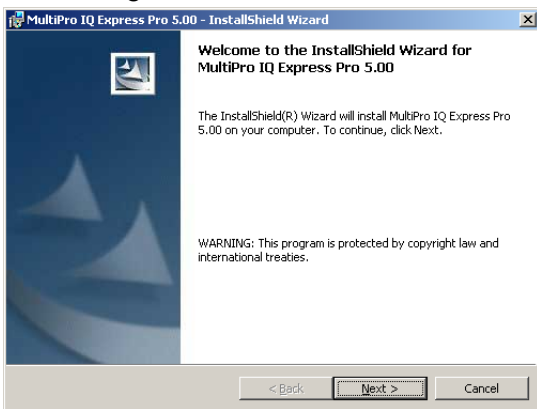 MultiPro IQ Express Pro 5.00 - InstallShield Wizard
Welcome to the InstallShield Wizard for
MultiPro IQ Express Pro 5.00
The InstallShield(R) Wizard will install MultiPro IQ Express Pro
5.00 on your computer. To continue, click Next.
WARNING: This program is protected by copyright law and
international treaties.
< Back Next > Cancel